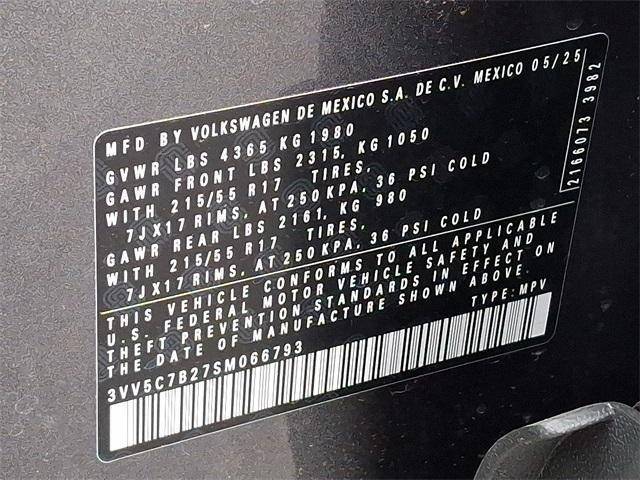 MFD BY VOLKSWAGEN DE MEXICO S.A. DE C.V. MEXICO 05/25
GVWR LBS 4365 KG 1980
GAWR FRONT LBS 2315, KG 1050
WITH 215/55 R17 TIRES,
7JX17 RIMS, AT 250 KPA, 36 PSI COLD
GAWR REAR LBS 2161, KG 980
WITH 215/55 R17 TIRES,
7JX17 RIMS, AT 250 KPA, 36 PSI COLD
2166073 3982
THIS VEHICLE CONFORMS TO ALL APPLICABLE
U.S. FEDERAL MOTOR VEHICLE SAFETY AND
THEFT PREVENTION STANDARDS IN EFFECT ON
THE DATE OF MANUFACTURE SHOWN ABOVE.
3VV5C7B27SM066793 TYPE: MPV